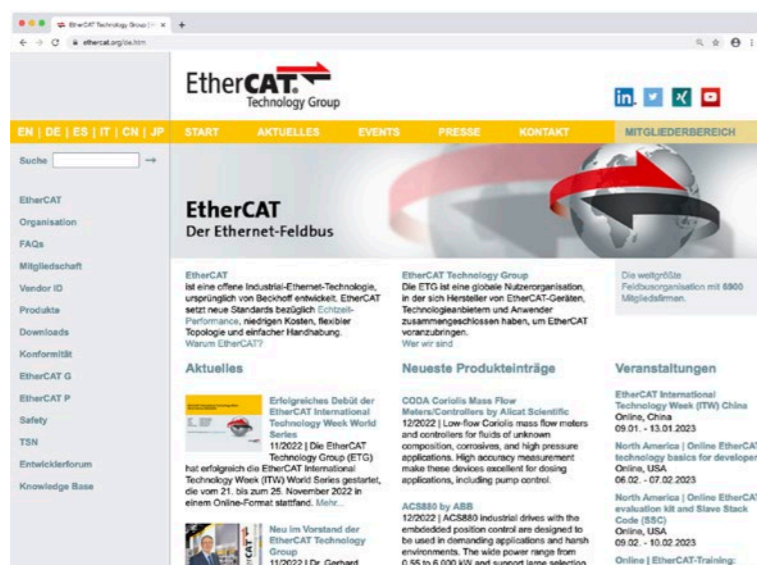 EtherCAT Technology Group | H
ethercat.org/de.htm
EtherCAT®
Technology Group
in
EN | DE | ES | IT | CN | JP
START
AKTUELLES
EVENTS
PRESSE
KONTAKT
MITGLIEDERBEREICH
Suche
EtherCAT
Organisation
FAQs
Mitgliedschaft
Vendor ID
Produkte
Downloads
Konformität
EtherCAT G
EtherCAT P
Safety
TSN
Entwicklerforum
Knowledge Base
EtherCAT
Der Ethernet-Feldbus
EtherCAT
ist eine offene Industrial-Ethernet-Technologie,
ursprünglich von Beckhoff entwickelt. EtherCAT
setzt neue Standards bezüglich Echtzeit-
Performance, niedrigen Kosten, flexibler
Topologie und einfacher Handhabung.
Warum EtherCAT?
EtherCAT Technology Group
Die ETG ist eine globale Nutzerorganisation,
in der sich Hersteller von EtherCAT-Geräten,
Technologieanbietern und Anwender
zusammengeschlossen haben, um EtherCAT
voranzubringen.
Wer wir sind
Die weltgrößte
Feldbusorganisation mit 6900
Mitgliedsfirmen.
Aktuelles
Erfolgreiches Debüt der
EtherCAT International
Technology Week World
Series
11/2022 | Die EtherCAT
Technology Group (ETG)
hat erfolgreich die EtherCAT International
Technology Week (ITW) World Series gestartet,
die vom 21. bis zum 25. November 2022 in
einem Online-Format stattfand. Mehr...
Neu im Vorstand der
EtherCAT Technology
Group
11/2022 | Dr. Gerhard
Neueste Produkteinträge
CODA Coriolis Mass Flow
Meters/Controllers by Alicat Scientific
12/2022 | Low-flow Coriolis mass flow meters
and controllers for fluids of unknown
composition, corrosives, and high pressure
applications. High accuracy measurement
make these devices excellent for dosing
applications, including pump control.
ACS880 by ABB
12/2022 | ACS880 industrial drives with the
embdedded position control are designed to
be used in demanding applications and harsh
environments. The wide power range from
0.55 to 6,000 kW and support large selection
Veranstaltungen
EtherCAT International
Technology Week (ITW) China
Online, China
09.01. - 13.01.2023
North America | Online EtherCAT
technology basics for developer
Online, USA
06.02. - 07.02.2023
North America | Online EtherCAT
evaluation kit and Slave Stack
Code (SSC)
Online, USA
09.02. - 10.02.2023
Online | EtherCAT-Training: